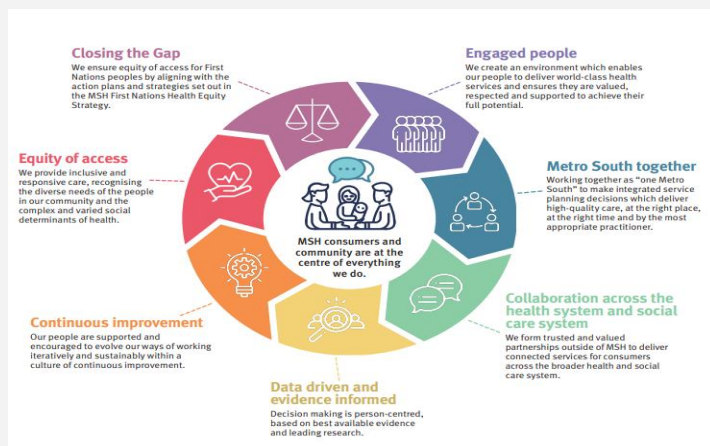 Closing the Gap
We ensure equity of access for First
Nations peoples by aligning with the
action plans and strategies set out in
the MSH First Nations Health Equity
Strategy.
Engaged people
We create an environment which enables
our people to deliver world-class health
services and ensures they are valued,
respected and supported to achieve their
full potential.
Equity of access
We provide inclusive and
responsive care, recognising
the diverse needs of the people
in our community and the
complex and varied social
determinants of health.
Metro South together
Working together as "one Metro
South" to make integrated service
planning decisions which deliver
high-quality care, at the right place,
at the right time and by the most
appropriate practitioner.
MSH consumers and
community are at the
centre of everything
we do.
Continuous improvement
Our people are supported and
encouraged to evolve our ways of working
iteratively and sustainably within a
culture of continuous improvement.
Collaboration across the
health system and social
care system
We form trusted and valued
partnerships outside of MSH to deliver
connected services for consumers
across the broader health and social
care system.
Data driven and
evidence informed
Decision making is person-centred,
based on best available evidence
and leading research.